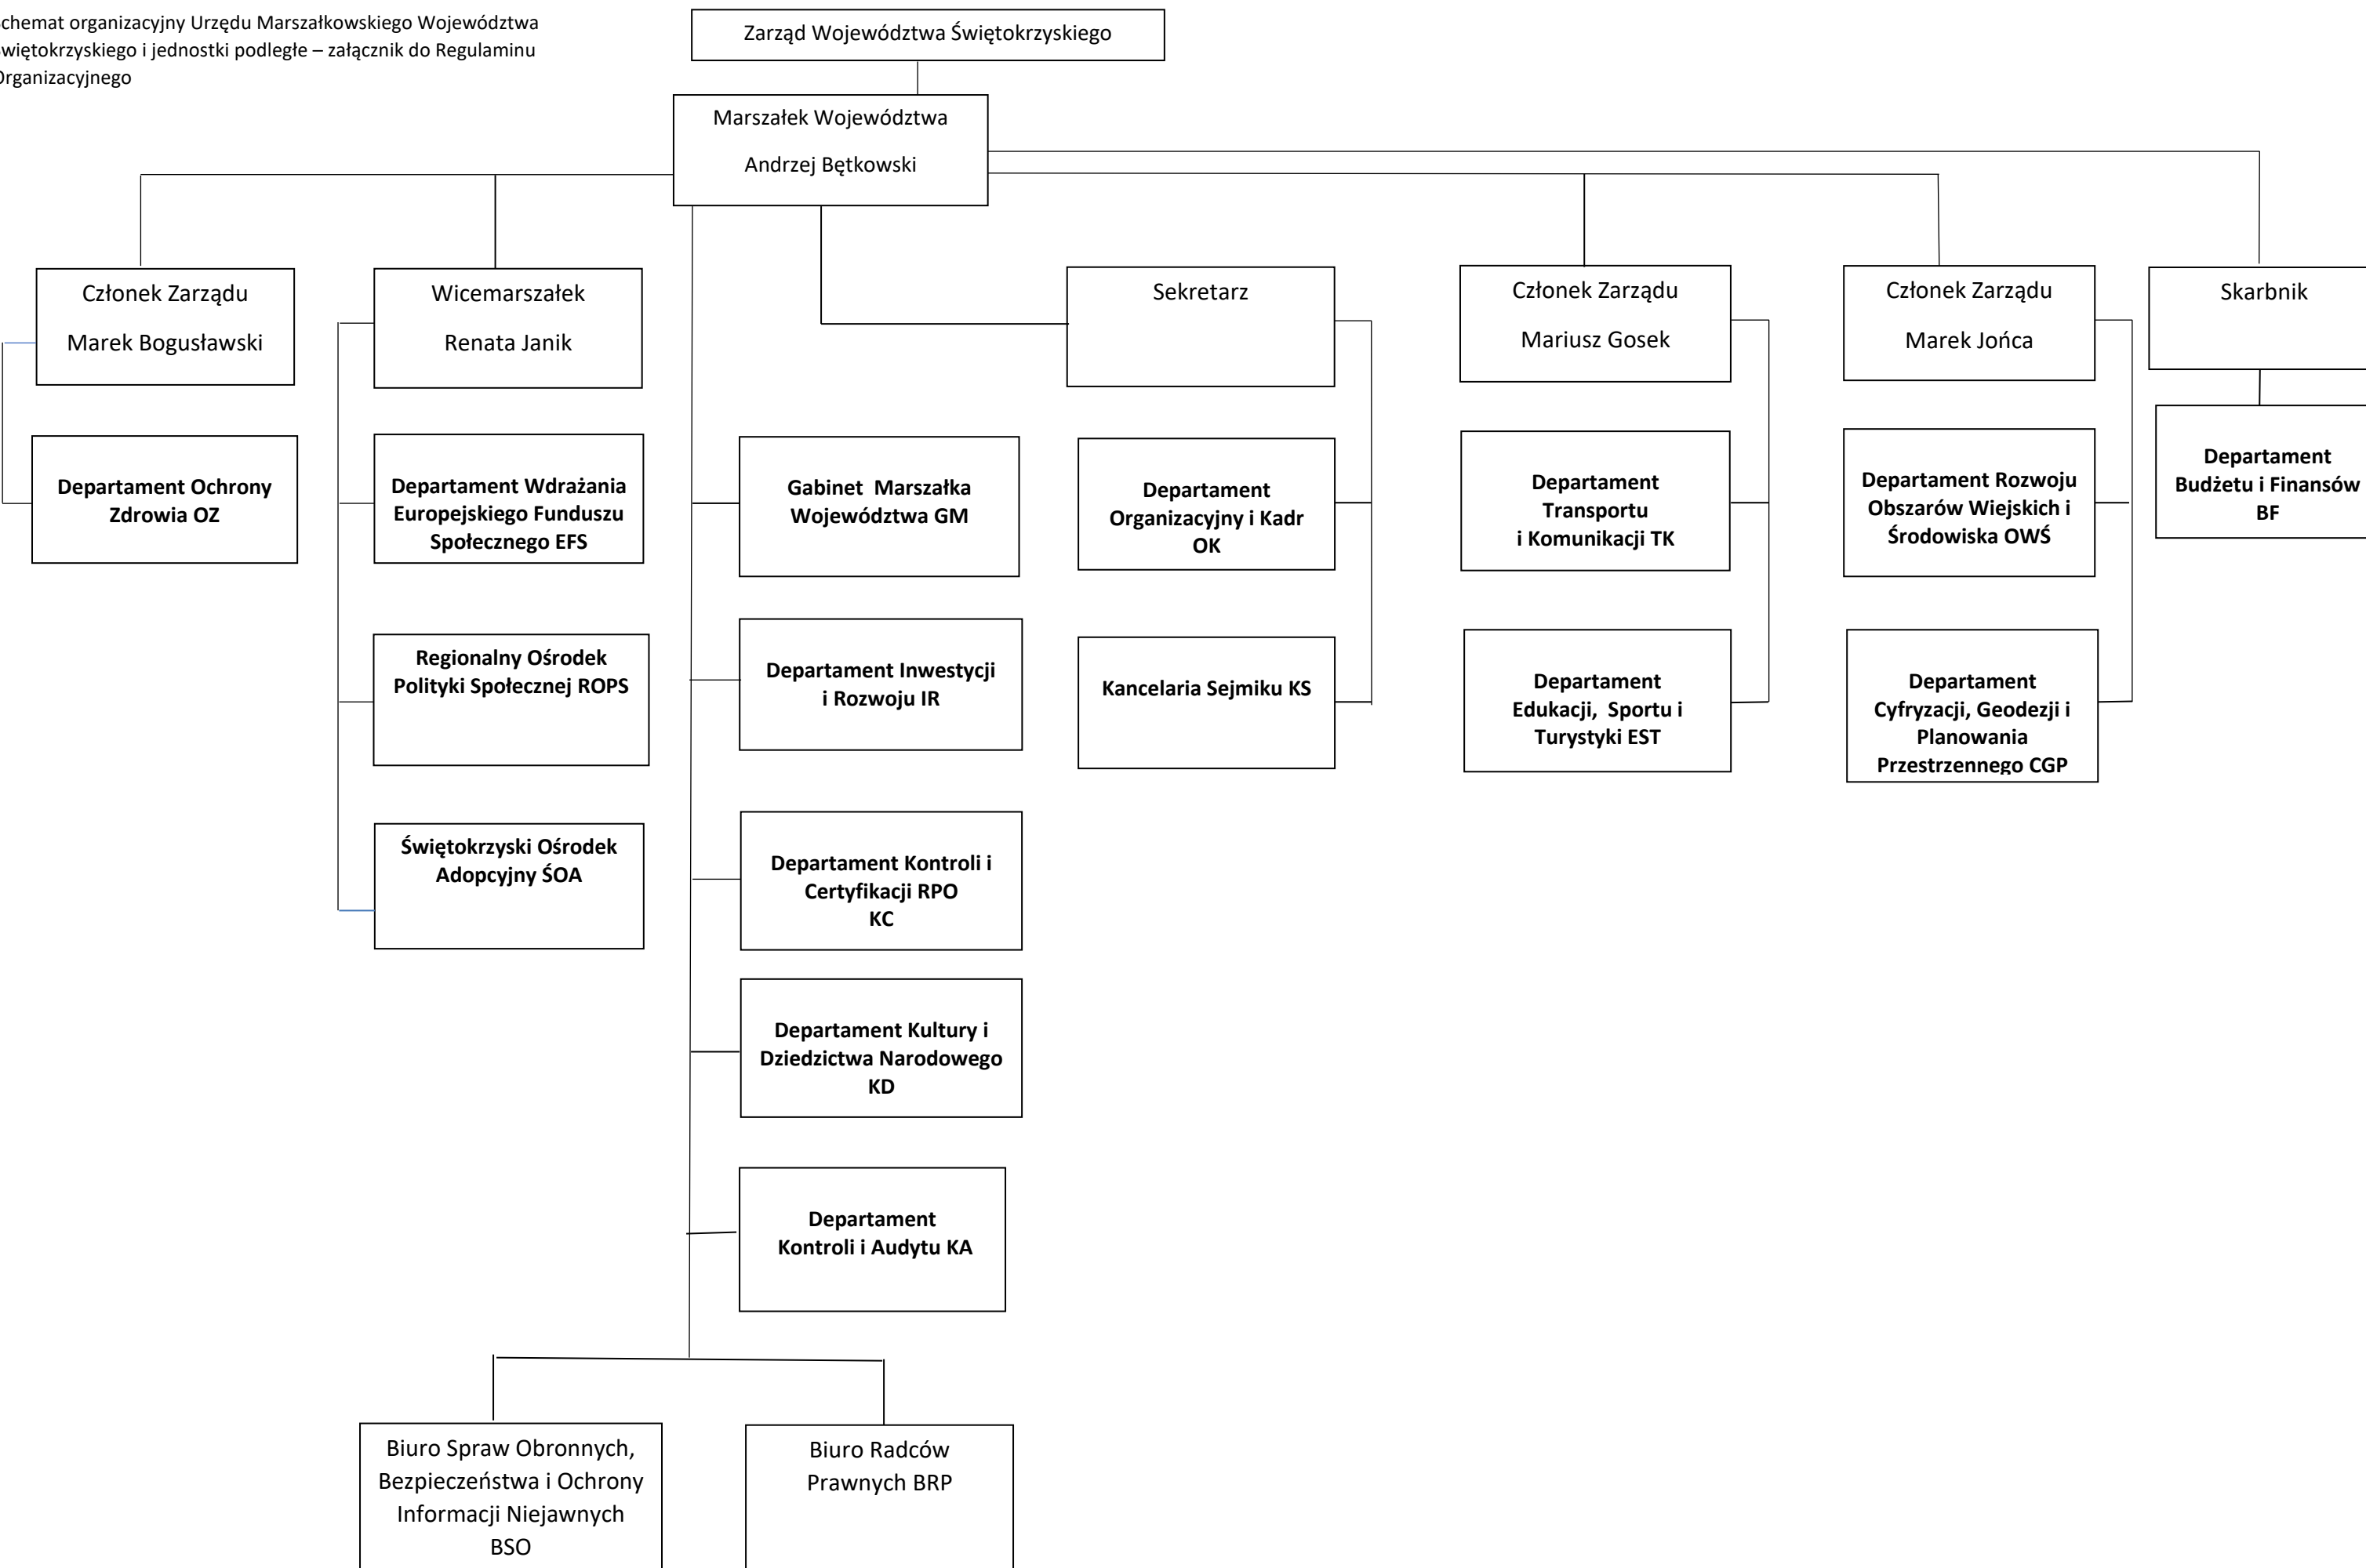 chemat organizacyjny Urzędu Marszałkowskiego Województwa
więtokrzyskiego i jednostki podległe – załącznik do Regulaminu
Organizacyjnego
Zarząd Województwa Świętokrzyskiego
Marszałek Województwa
Andrzej Bętkowski
Członek Zarządu
Marek Bogusławski
Wicemarszałek
Renata Janik
Sekretarz
Członek Zarządu
Mariusz Gosek
Członek Zarządu
Marek Jońca
Skarbnik
Departament Ochrony
Zdrowia OZ
Departament Wdrażania
Europejskiego Funduszu
Społecznego EFS
Gabinet  Marszałka
Województwa GM
Departament
Organizacyjny i Kadr
OK
Departament
Transportu
i Komunikacji TK
Departament Rozwoju
Obszarów Wiejskich i
Środowiska OWŚ
Departament
Budżetu i Finansów
BF
Regionalny Ośrodek
Polityki Społecznej ROPS
Departament Inwestycji
i Rozwoju IR
Kancelaria Sejmiku KS
Departament
Edukacji,  Sportu i
Turystyki EST
Departament
Cyfryzacji, Geodezji i
Planowania
Przestrzennego CGP
Świętokrzyski Ośrodek
Adopcyjny ŚOA
Departament Kontroli i
Certyfikacji RPO
KC
Departament Kultury i
Dziedzictwa Narodowego
KD
Departament
Kontroli i Audytu KA
Biuro Spraw Obronnych,
Bezpieczeństwa i Ochrony
Informacji Niejawnych
BSO
Biuro Radców
Prawnych BRP